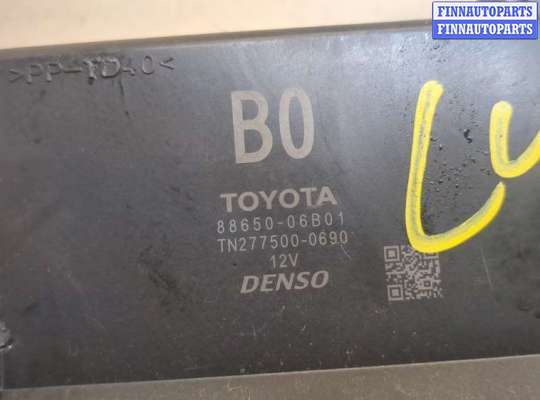 FINNAUTOPARTS
FINNAUTOPARTS
>PP-TD40<
B0
TOYOTA
88650-06B01
TN277500-0690
12V
DENSO